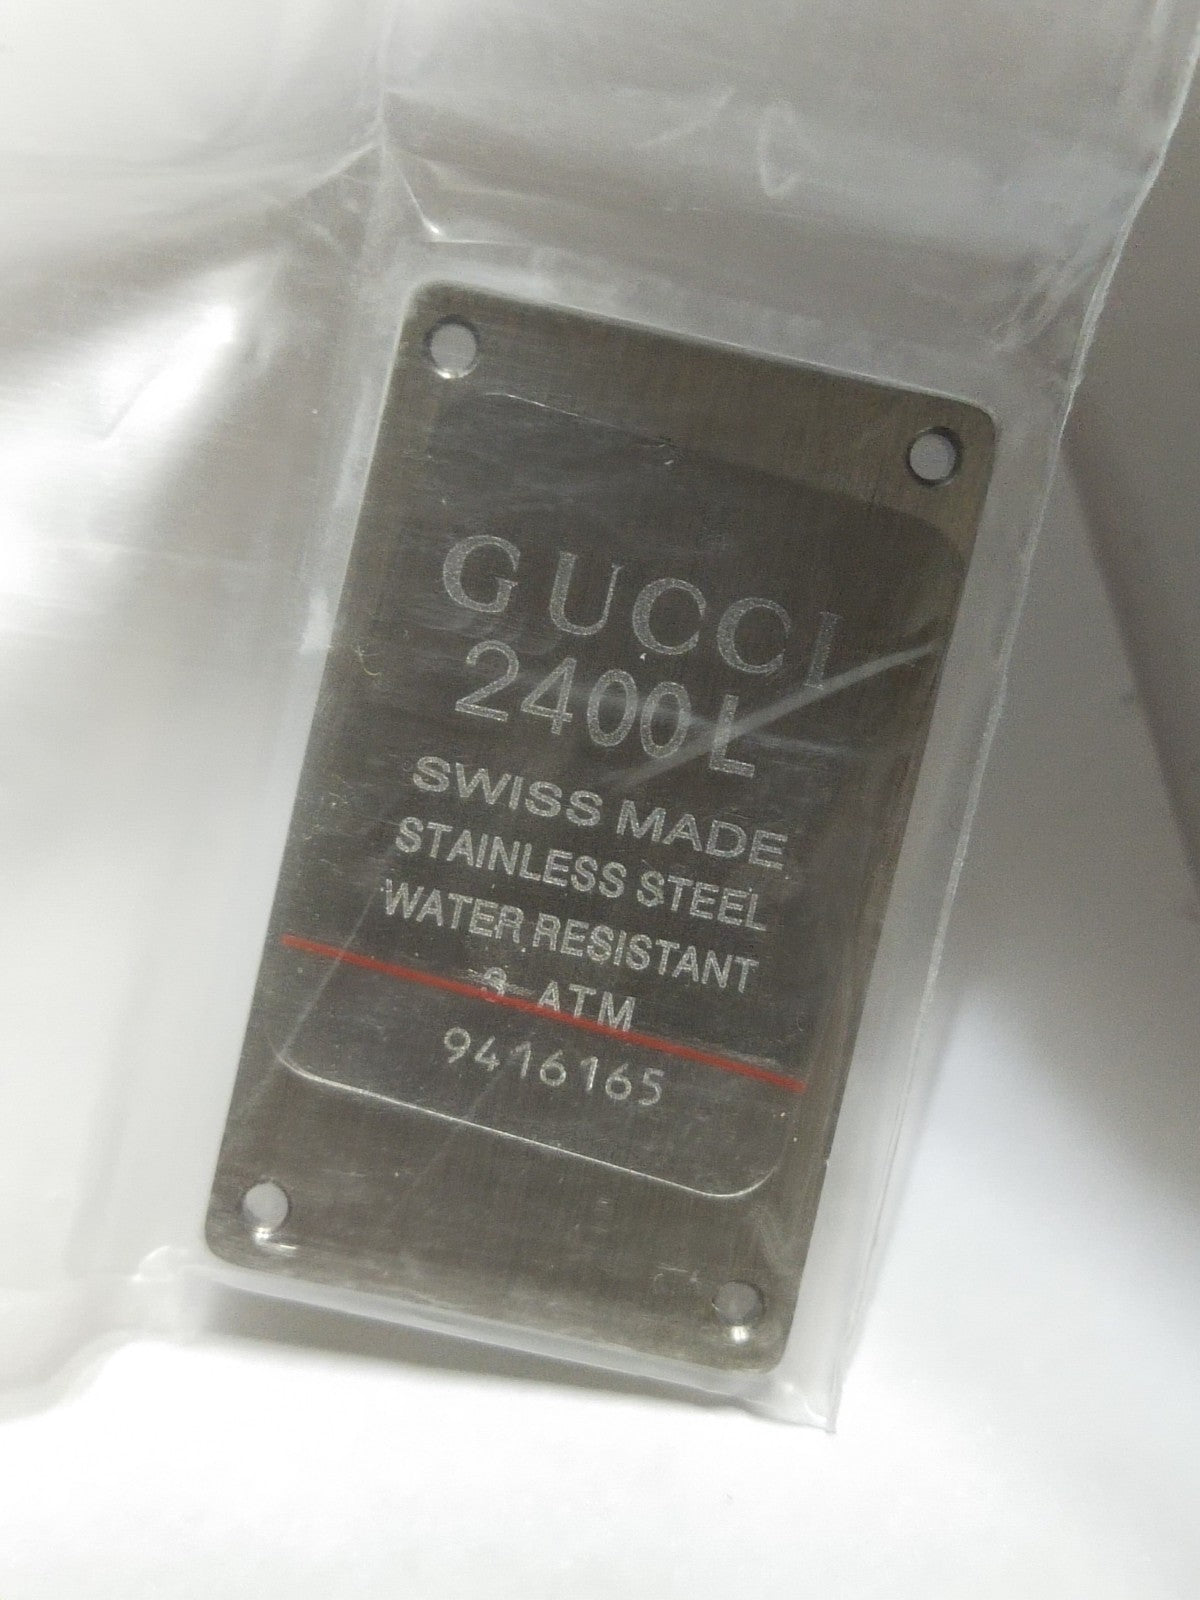 GUCCI
2400L
SWISS MADE
STAINLESS STEEL
WATER RESISTANT
3 ATM
9416165